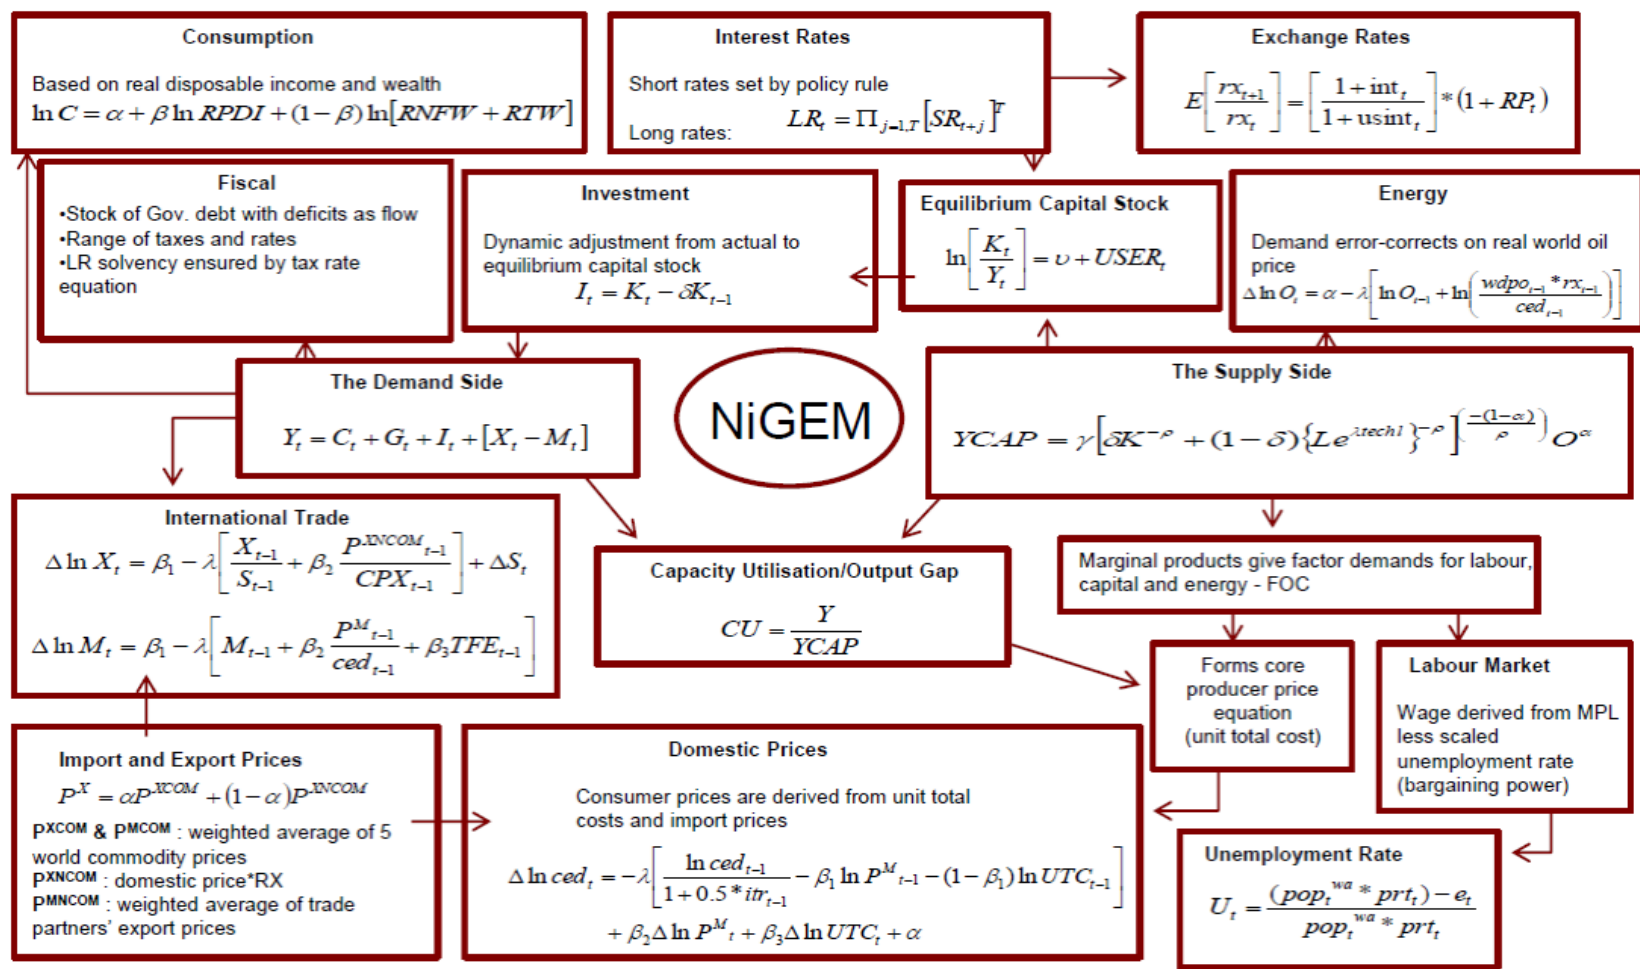 Consumption
Based on real disposable income and wealth
ln C = α + β ln RPDI + (1 − β) ln[RNFW + RTW]
Interest Rates
Short rates set by policy rule
Long rates: LR_t = Π_{j=1,T} [SR_{t+j}]^T
Exchange Rates
E[rx_{t+1} / rx_t] = [1 + int_t / 1 + usint_t] * (1 + RP_t)
Fiscal
•Stock of Gov. debt with deficits as flow
•Range of taxes and rates
•LR solvency ensured by tax rate
equation
Investment
Dynamic adjustment from actual to
equilibrium capital stock
I_t = K_t − δK_{t−1}
Equilibrium Capital Stock
ln[K_t / Y_t] = υ + USER_t
Energy
Demand error-corrects on real world oil
price
Δ ln O_t = α − λ[ln O_{t−1} + ln(wdpo_{t−1} * rx_{t−1} / ced_{t−1})]
The Demand Side
Y_t = C_t + G_t + I_t + [X_t − M_t]
NiGEM
The Supply Side
YCAP = γ[δK^{−ρ} + (1 − δ){Le^{λtechl}}^{−ρ}]^{(−(1−α) / ρ)} O^α
International Trade
Δ ln X_t = β_1 − λ[X_{t−1} / S_{t−1} + β_2 P^{XNCOM}_{t−1} / CPX_{t−1}] + ΔS_t
Δ ln M_t = β_1 − λ[M_{t−1} + β_2 P^M_{t−1} / ced_{t−1} + β_3 TFE_{t−1}]
Capacity Utilisation/Output Gap
CU = Y / YCAP
Marginal products give factor demands for labour,
capital and energy - FOC
Forms core
producer price
equation
(unit total cost)
Labour Market
Wage derived from MPL
less scaled
unemployment rate
(bargaining power)
Import and Export Prices
P^X = αP^{XCOM} + (1 − α)P^{XNCOM}
P^XCOM & P^MCOM : weighted average of 5
world commodity prices
P^XNCOM : domestic price*RX
P^MNCOM : weighted average of trade
partners' export prices
Domestic Prices
Consumer prices are derived from unit total
costs and import prices
Δ ln ced_t = −λ[ln ced_{t−1} / 1 + 0.5 * itr_{t−1} − β_1 ln P^M_{t−1} − (1 − β_1) ln UTC_{t−1}]
+ β_2 Δ ln P^M_t + β_3 Δ ln UTC_t + α
Unemployment Rate
U_t = (pop_t^{wa} * prt_t) − e_t / pop_t^{wa} * prt_t